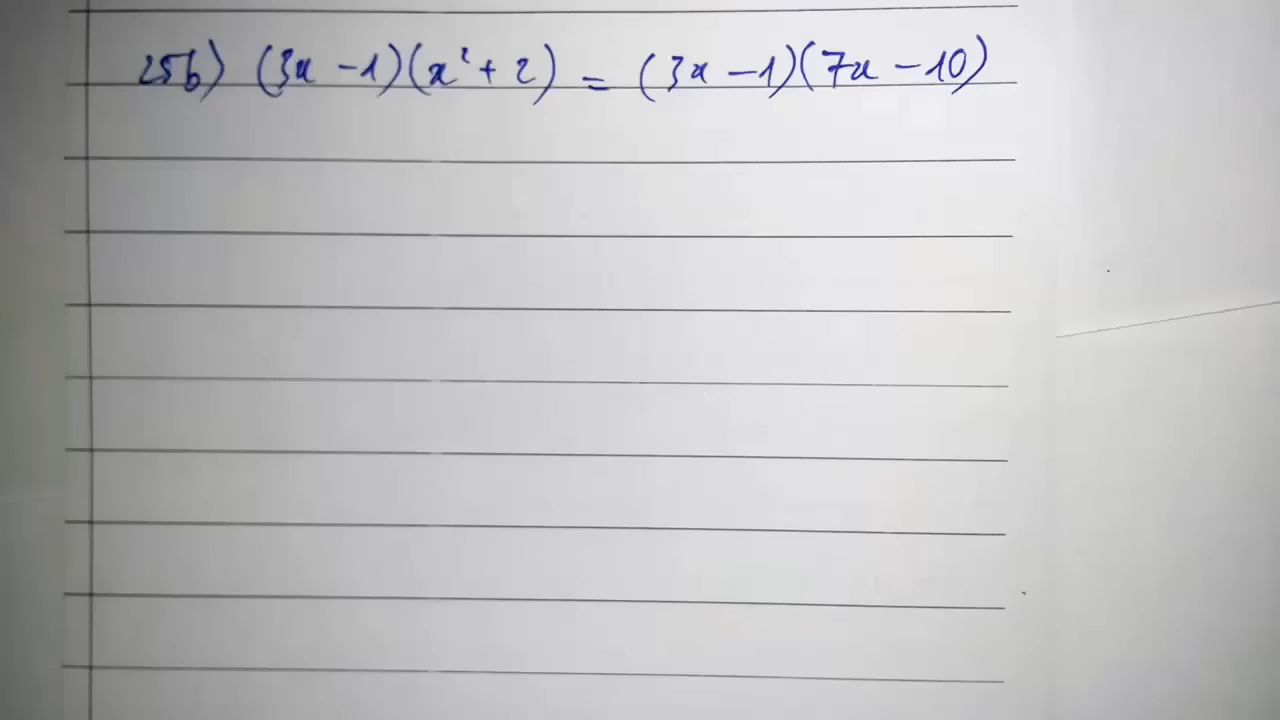 25b) (3x - 1)(x² + 2) = (3x - 1)(7x - 10)